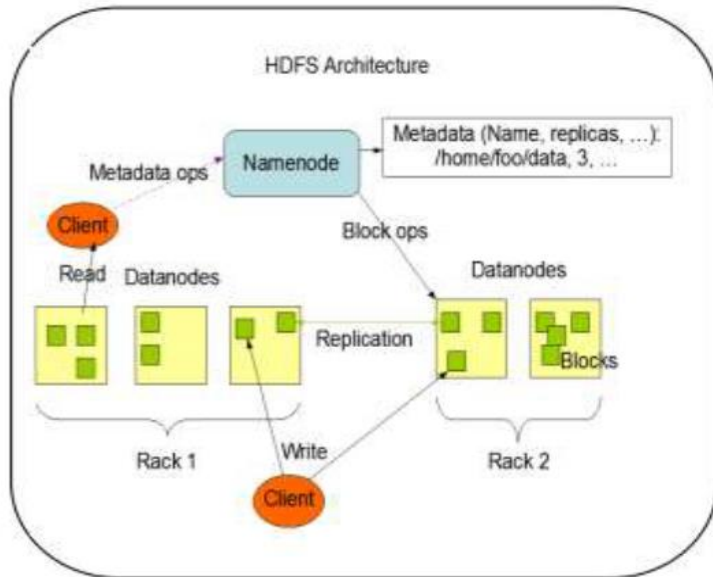 HDFS Architecture
Metadata (Name, replicas, ...):
/home/foo/data, 3, ...
Namenode
Metadata ops
Client
Block ops
Read
Datanodes
Datanodes
Replication
Blocks
Rack 1
Write
Rack 2
Client